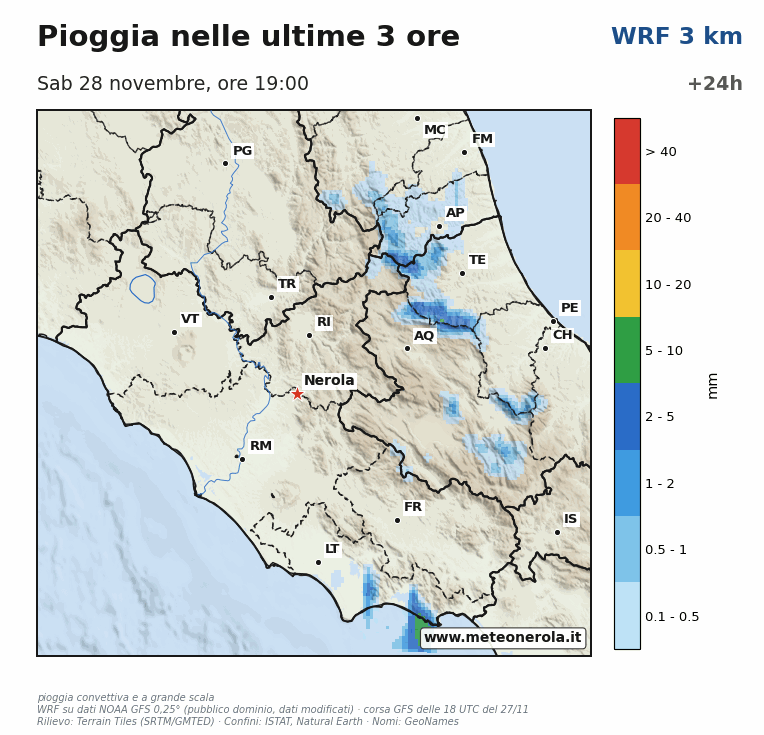 Pioggia nelle ultime 3 ore
WRF 3 km
Sab 28 novembre, ore 19:00
+24h
MC
FM
PG
AP
TE
TR
PE
VT
RI
AQ
CH
Nerola
RM
FR
IS
LT
www.meteonerola.it
> 40
20 - 40
10 - 20
5 - 10
2 - 5
1 - 2
0.5 - 1
0.1 - 0.5
mm
pioggia convettiva e a grande scala
WRF su dati NOAA GFS 0,25° (pubblico dominio, dati modificati) · corsa GFS delle 18 UTC del 27/11
Rilievo: Terrain Tiles (SRTM/GMTED) · Confini: ISTAT, Natural Earth · Nomi: GeoNames